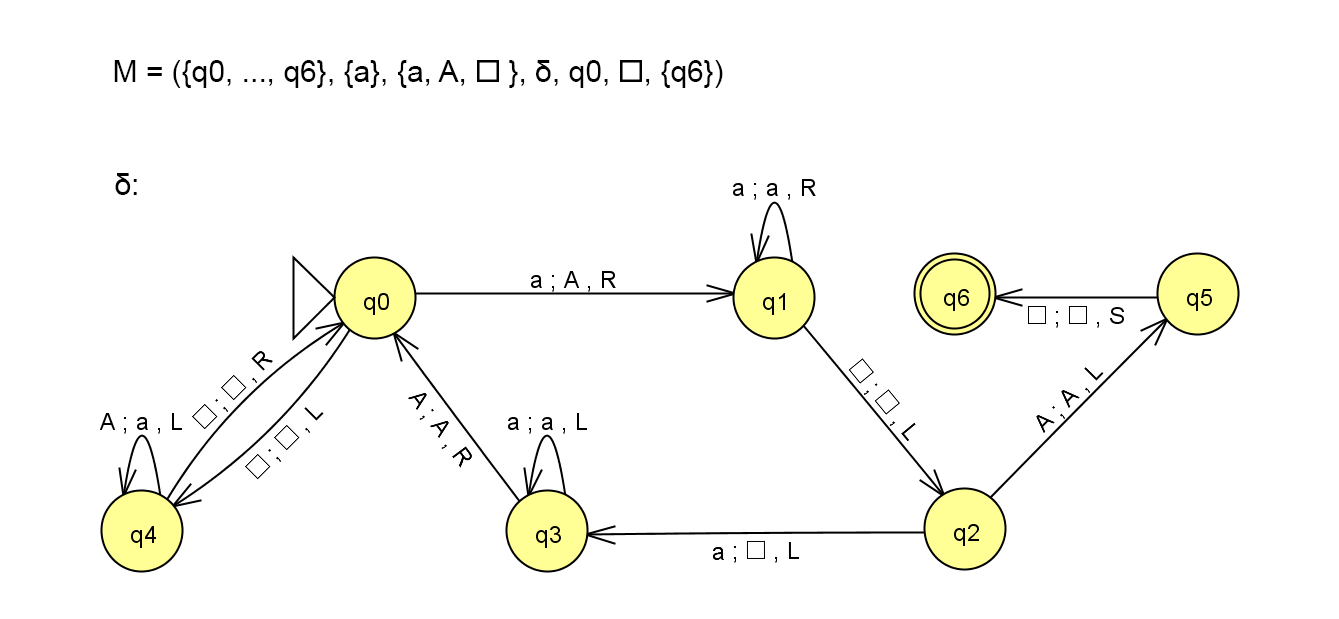 M = ({q0, ..., q6}, {a}, {a, A, □ }, δ, q0, □, {q6})
δ:
a ; a , R
q0
a ; A , R
q1
q6
□ ; □ , S
q5
□ ; □ , R
□ ; □ , L
A ; A , R
□ ; □ , L
A ; A , L
A ; a , L
a ; a , L
q4
q3
a ; □ , L
q2